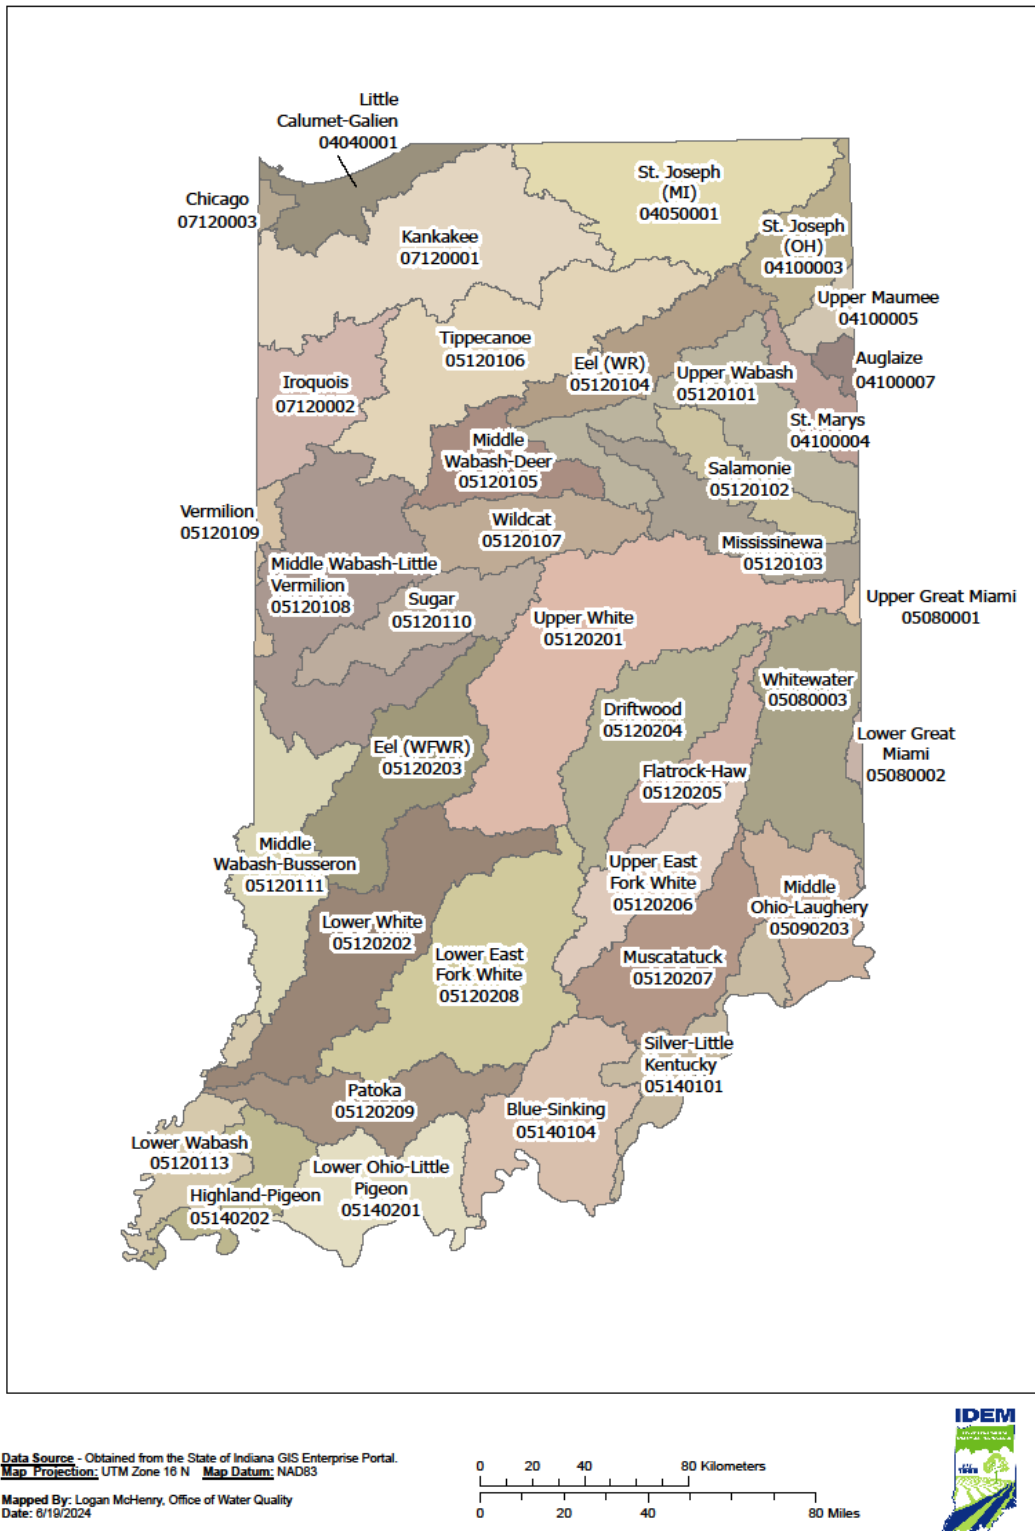 Little
Calumet-Galien
04040001
St. Joseph
(MI)
04050001
Chicago
07120003
St. Joseph
(OH)
04100003
Kankakee
07120001
Upper Maumee
04100005
Tippecanoe
05120106
Auglaize
04100007
Eel (WR)
05120104
Upper Wabash
05120101
Iroquois
07120002
St. Marys
04100004
Middle
Wabash-Deer
05120105
Salamonie
05120102
Vermilion
05120109
Wildcat
05120107
Mississinewa
05120103
Middle Wabash-Little
Vermilion
05120108
Sugar
05120110
Upper Great Miami
05080001
Upper White
05120201
Whitewater
05080003
Driftwood
05120204
Lower Great
Miami
05080002
Eel (WFWR)
05120203
Flatrock-Haw
05120205
Middle
Wabash-Busseron
05120111
Upper East
Fork White
05120206
Middle
Ohio-Laughery
05090203
Lower White
05120202
Lower East
Fork White
05120208
Muscatatuck
05120207
Silver-Little
Kentucky
05140101
Patoka
05120209
Blue-Sinking
05140104
Lower Wabash
05120113
Lower Ohio-Little
Pigeon
05140201
Highland-Pigeon
05140202
Data Source - Obtained from the State of Indiana GIS Enterprise Portal.
Map Projection: UTM Zone 16 N Map Datum: NAD83
Mapped By: Logan McHenry, Office of Water Quality
Date: 6/19/2024
0 20 40 80 Kilometers
0 20 40 80 Miles
IDEM